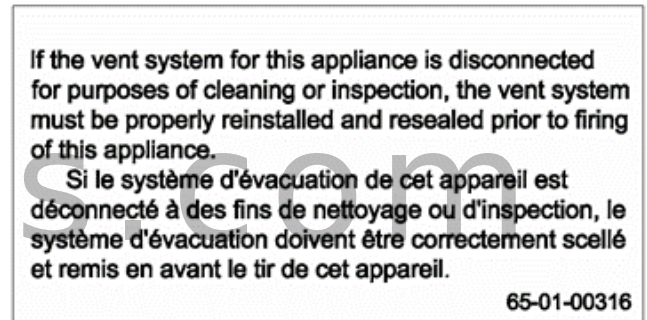 If the vent system for this appliance is disconnected
for purposes of cleaning or inspection, the vent system
must be properly reinstalled and resealed prior to firing
of this appliance.
Si le système d'évacuation de cet appareil est
déconnecté à des fins de nettoyage ou d'inspection, le
système d'évacuation doivent être correctement scellé
et remis en avant le tir de cet appareil.
65-01-00316
s.com